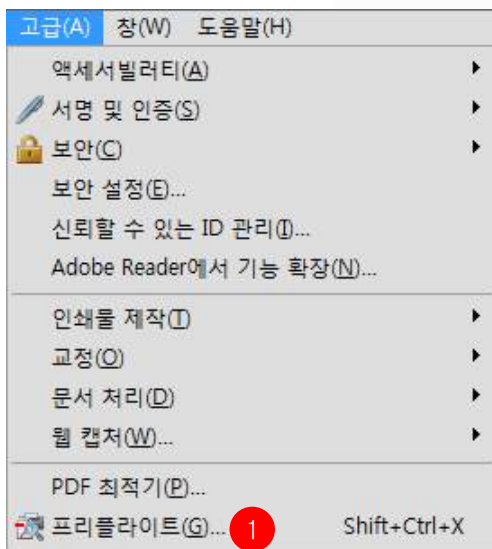 고급(A) 창(W) 도움말(H)
액세서빌러티(A)
서명 및 인증(S)
보안(C)
보안 설정(E)...
신뢰할 수 있는 ID 관리(I)...
Adobe Reader에서 기능 확장(N)...
인쇄물 제작(T)
교정(O)
문서 처리(D)
웹 캡처(W)...
PDF 최적기(P)...
프리플라이트(G)... 1 Shift+Ctrl+X